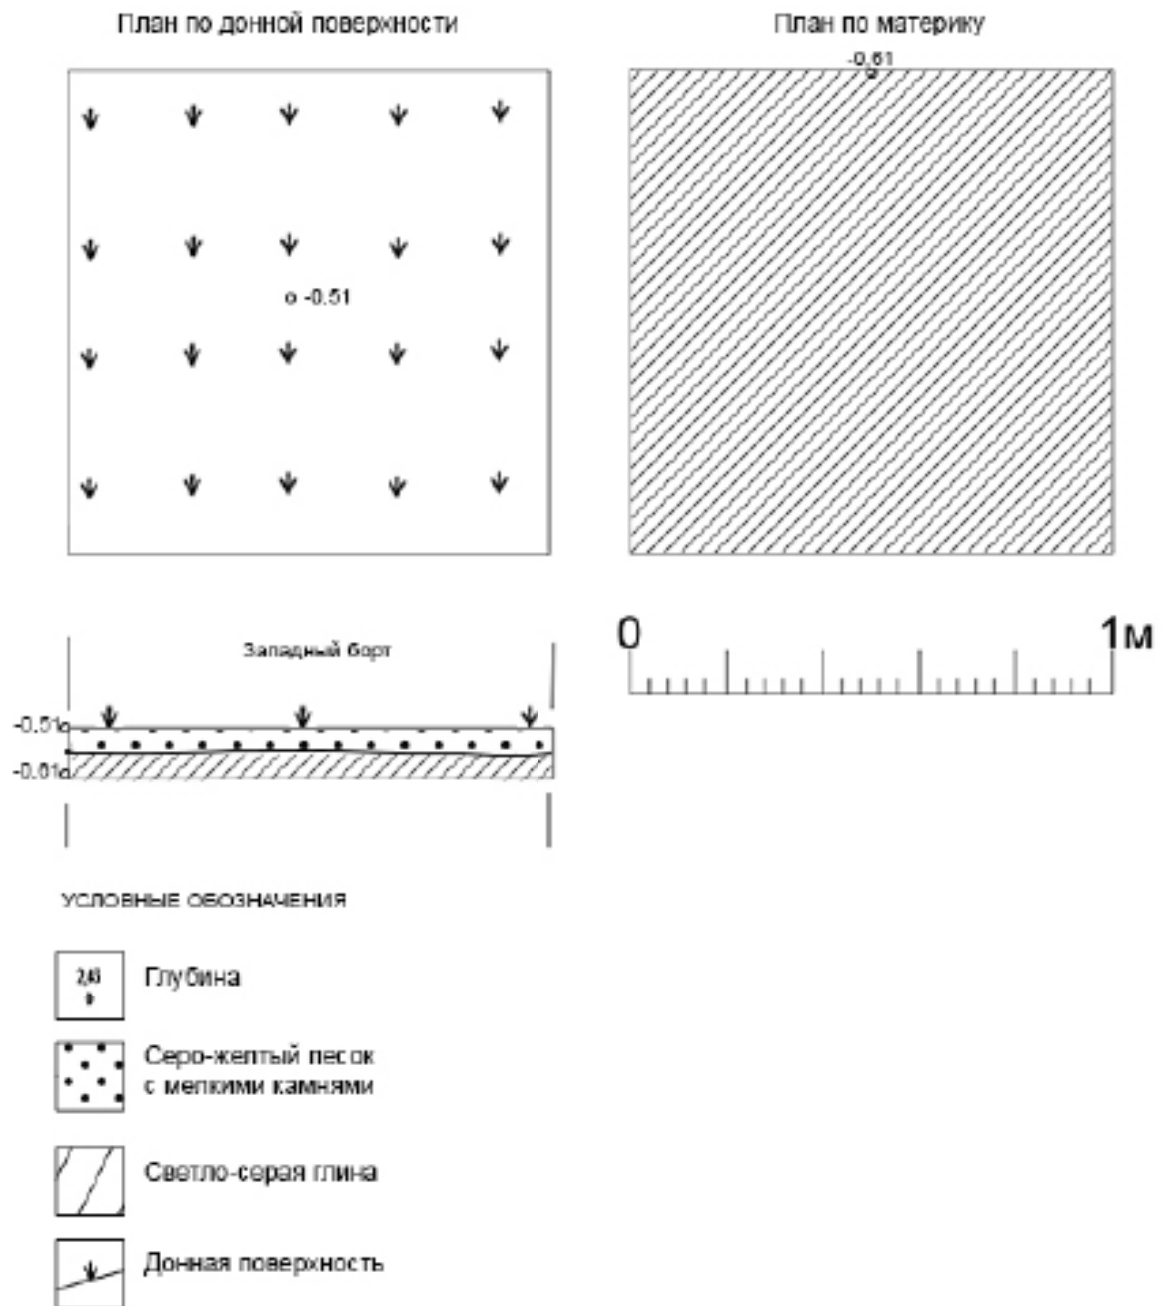 План по донной поверхности
План по материку
-0,61
о -0.51
0 1м
Западный борт
-0.51
-0.61
УСЛОВНЫЕ ОБОЗНАЧЕНИЯ
Глубина
Серо-желтый песок
с мелкими камнями
Светло-серая глина
Донная поверхность